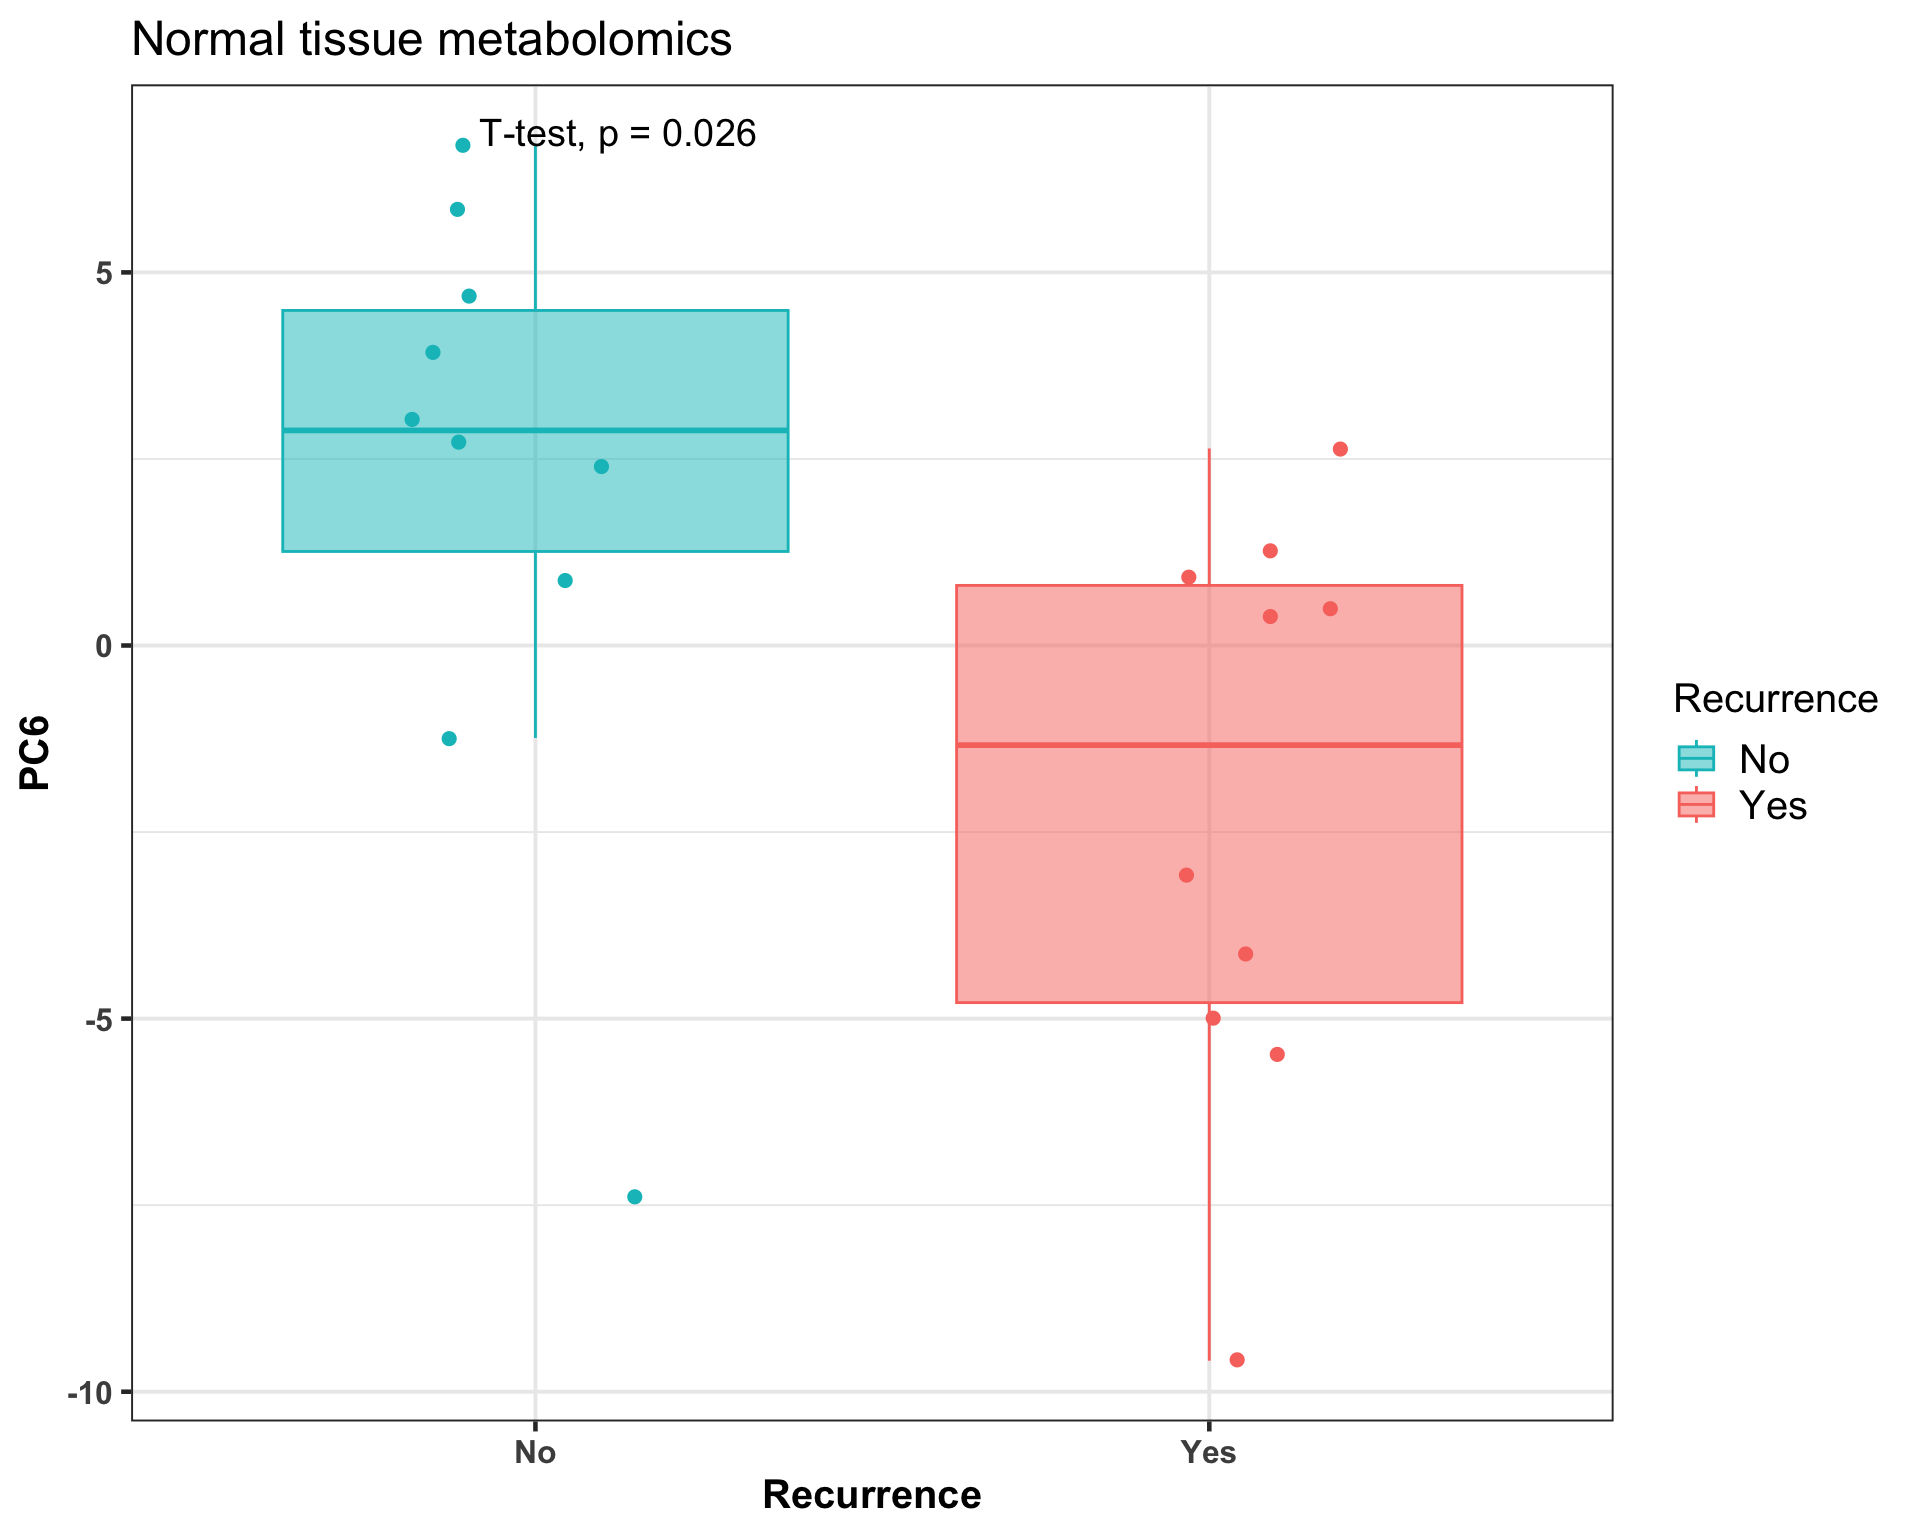 Normal tissue metabolomics
T-test, p = 0.026
5
0
-5
-10
PC6
No
Yes
Recurrence
Recurrence
No
Yes